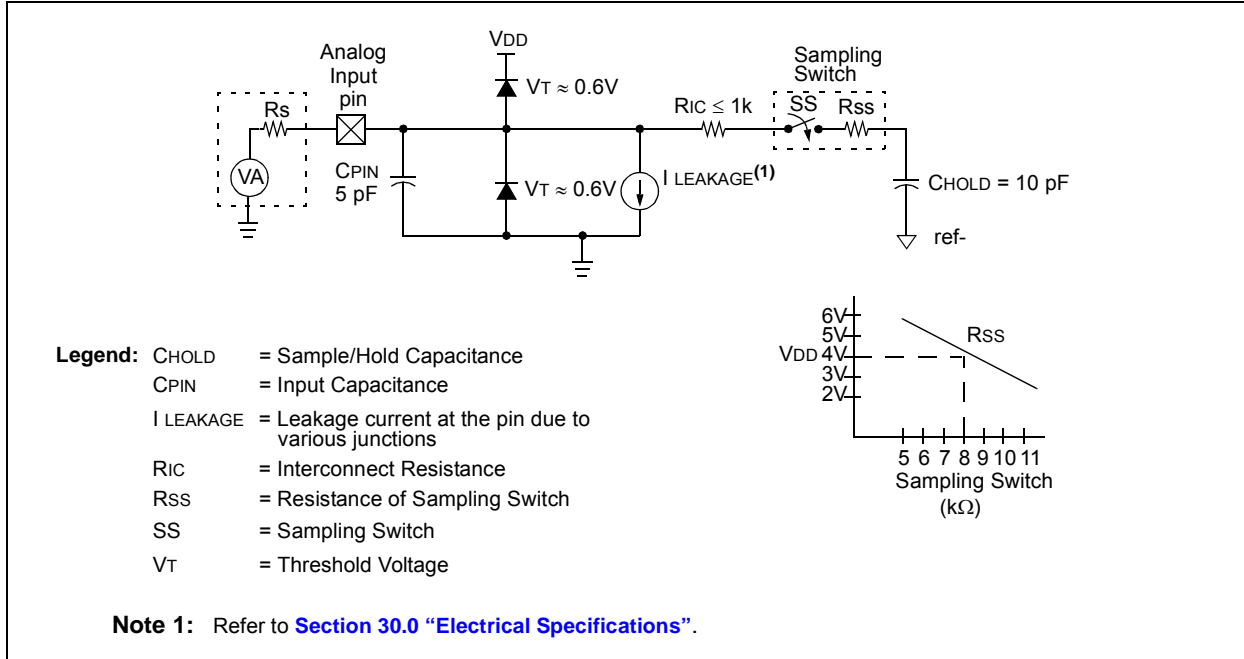 VDD
Analog
Input
pin
Sampling
Switch
VT ≈ 0.6V
Rs
RIC ≤ 1k
SS
Rss
VA
CPIN
5 pF
VT ≈ 0.6V
I LEAKAGE(1)
CHOLD = 10 pF
ref-
6V
5V
VDD 4V
3V
2V
RSS
5 6 7 8 9 10 11
Sampling Switch
(kΩ)
Legend: CHOLD = Sample/Hold Capacitance
CPIN = Input Capacitance
I LEAKAGE = Leakage current at the pin due to
various junctions
RIC = Interconnect Resistance
RSS = Resistance of Sampling Switch
SS = Sampling Switch
VT = Threshold Voltage
Note 1: Refer to Section 30.0 “Electrical Specifications”.